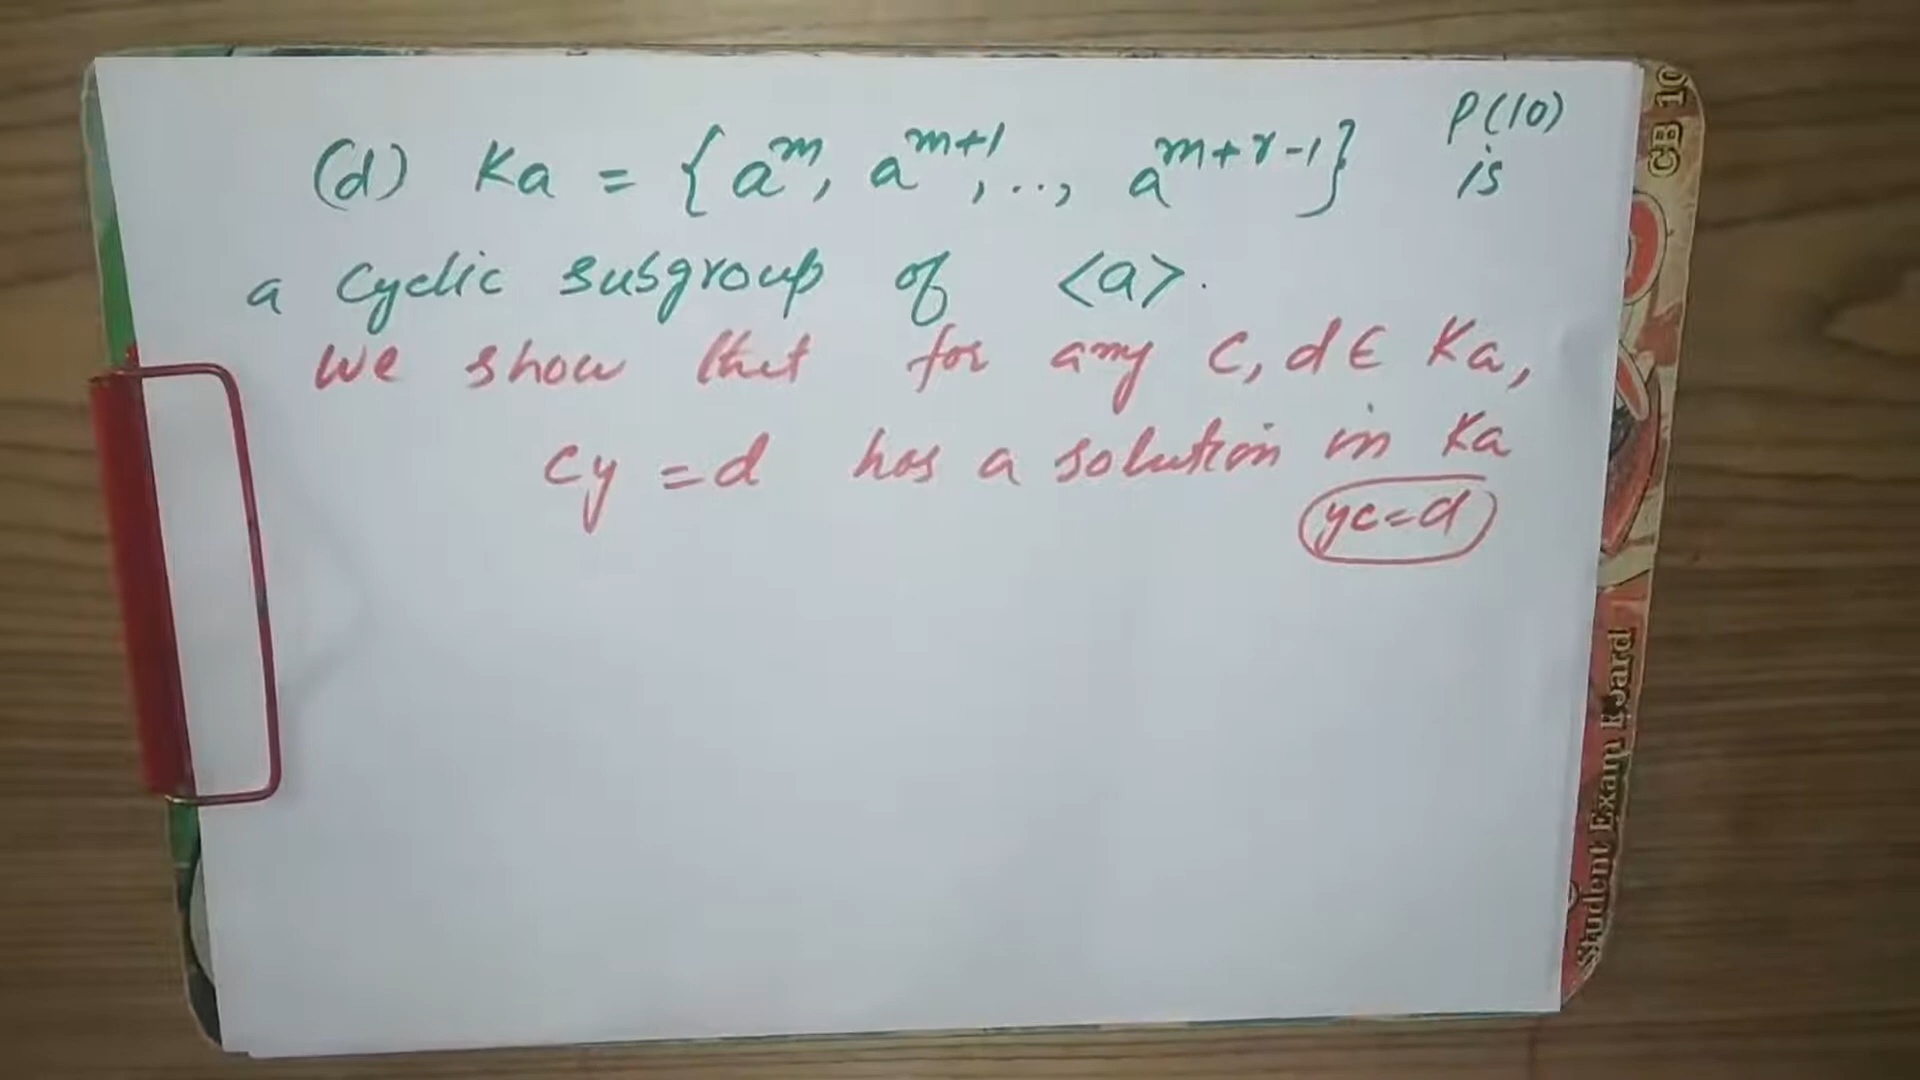 P(10)
(d) Ka = {a^m, a^{m+1}, .., a^{m+r-1}} is
a cyclic subgroup of <a>.
We show that for any c, d ∈ Ka,
cy = d has a solution in Ka
yc=d
CB 10
Student Exam